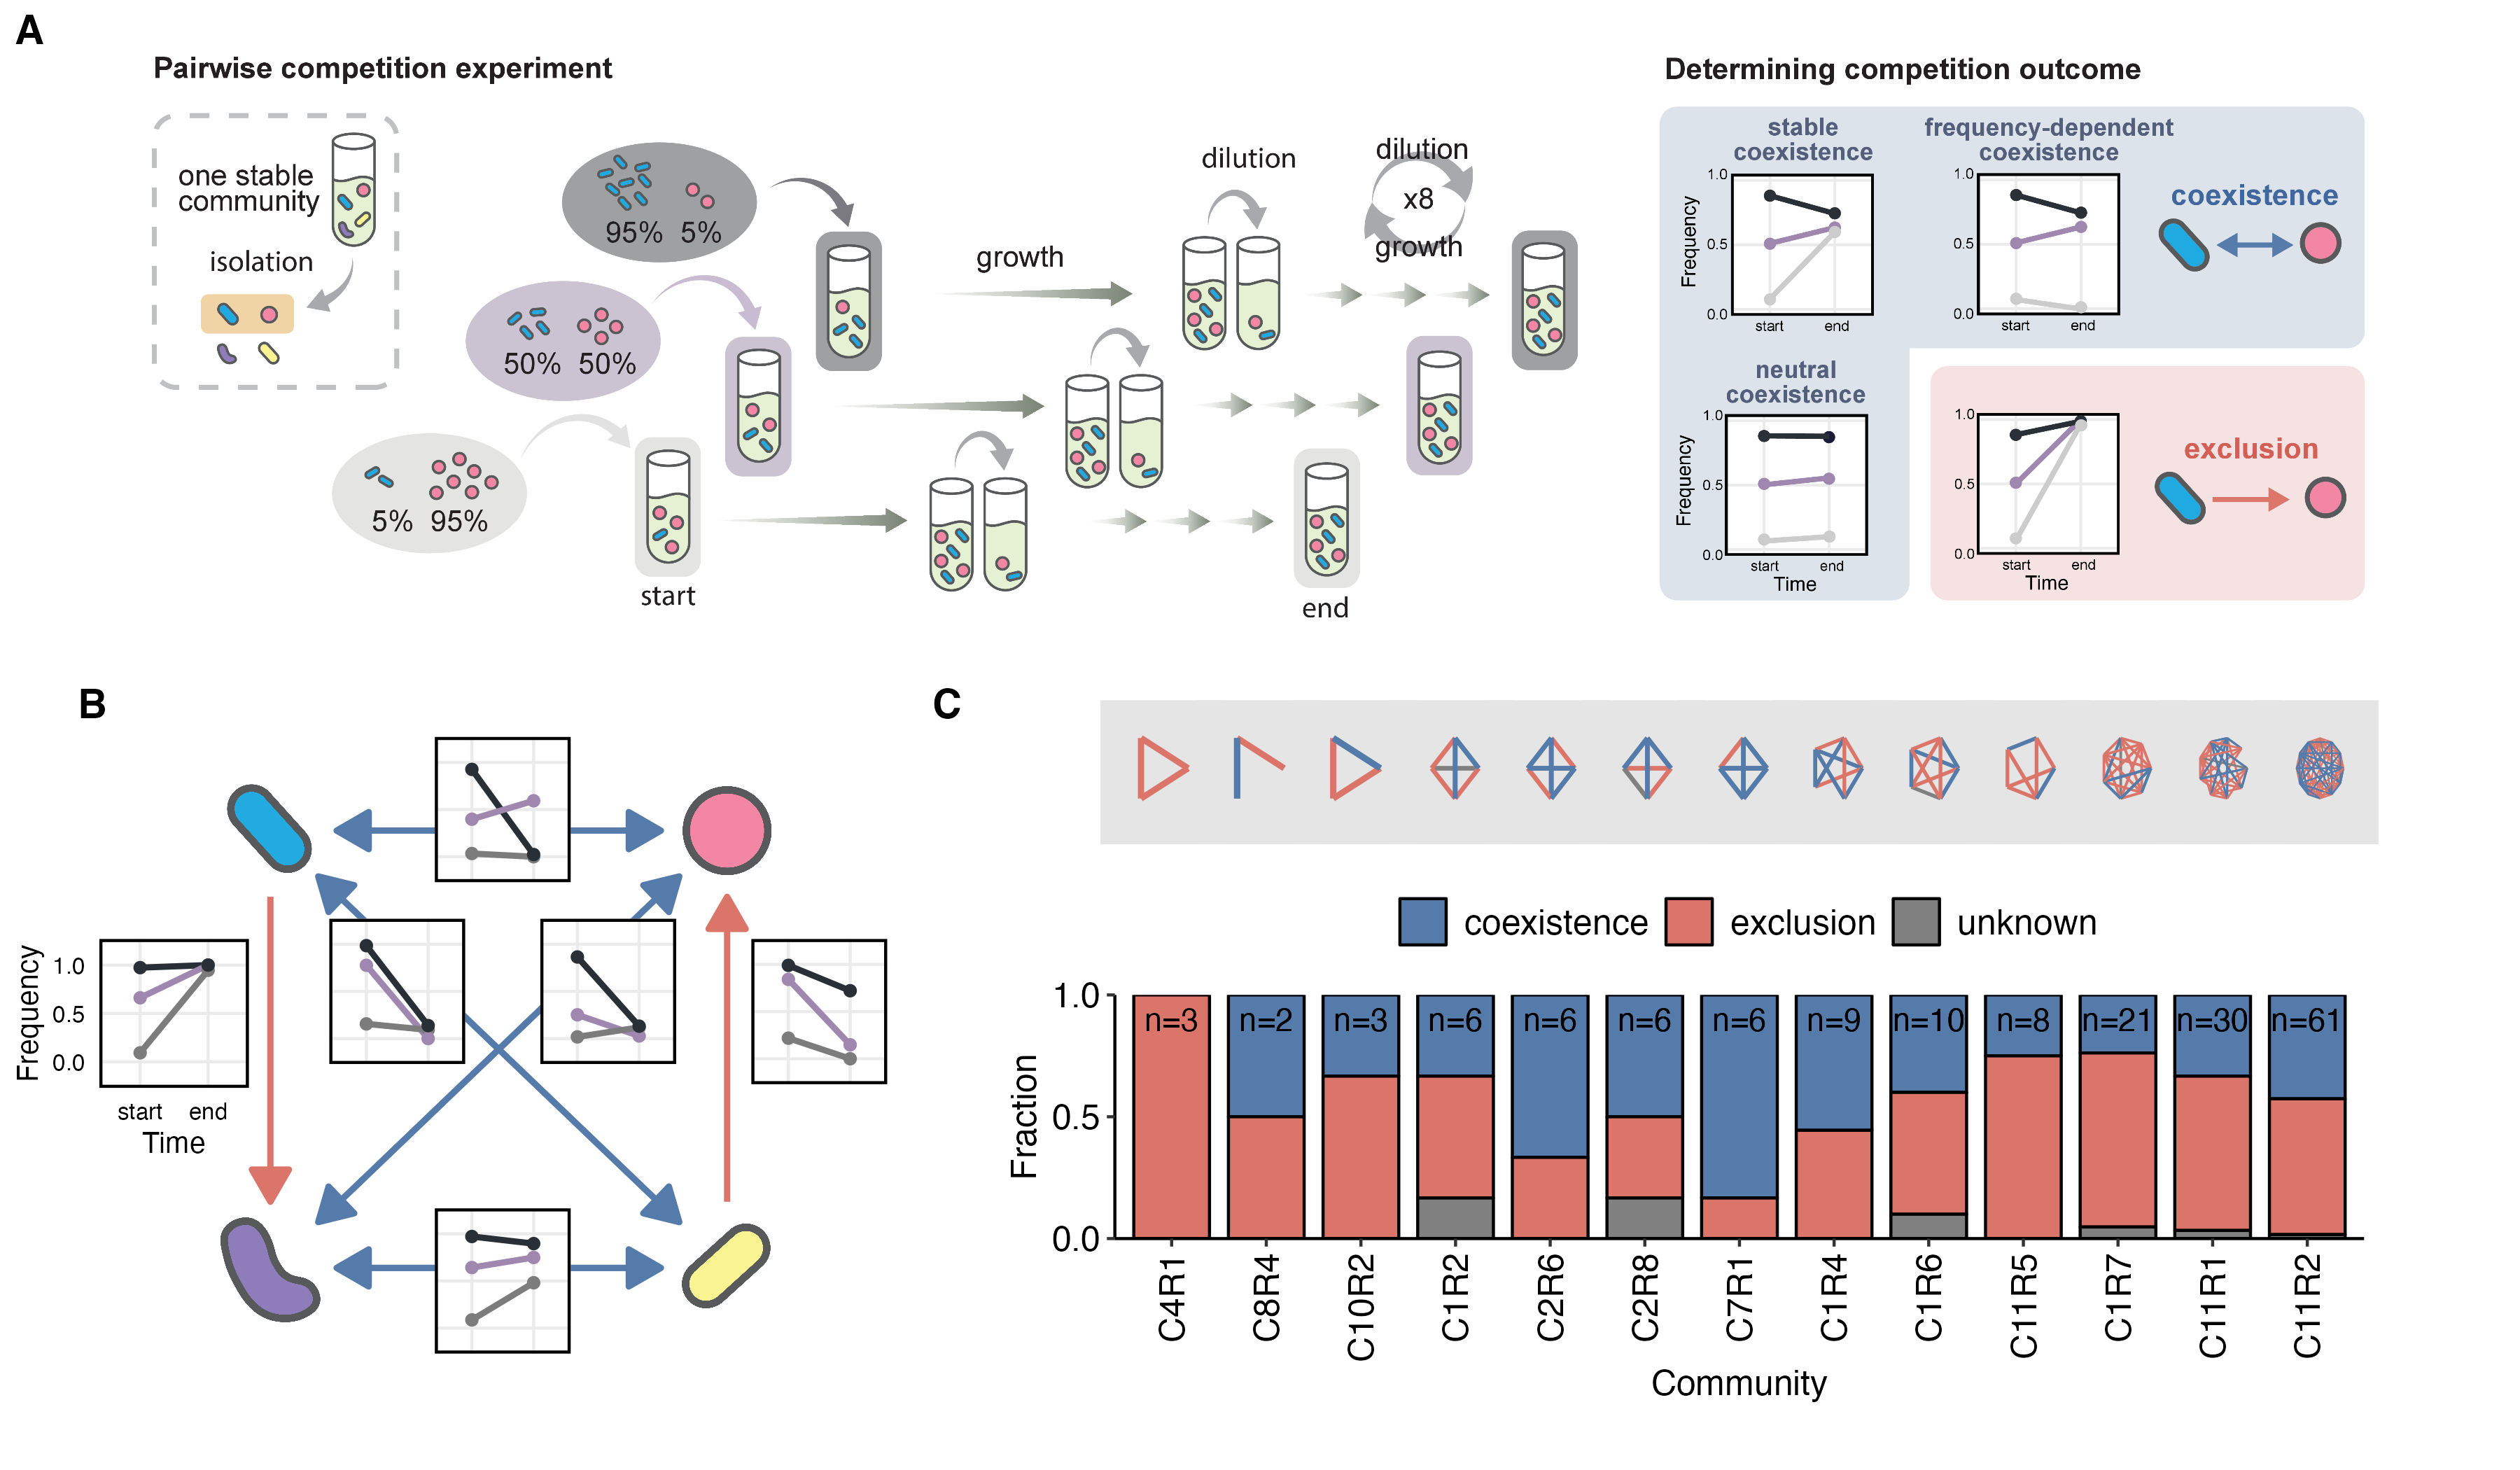 A
Pairwise competition experiment
one stable
community
isolation
95% 5%
50% 50%
5% 95%
start
growth
dilution
dilution
x8
growth
end
Determining competition outcome
stable
coexistence
Frequency
1.0
0.5
0.0
start end
frequency-dependent
coexistence
1.0
0.5
0.0
start end
coexistence
neutral
coexistence
Frequency
1.0
0.5
0.0
start end
Time
1.0
0.5
0.0
start end
Time
exclusion
B
Frequency
1.0
0.5
0.0
start end
Time
C
coexistence exclusion unknown
Fraction
1.0
0.5
0.0
n=3 n=2 n=3 n=6 n=6 n=6 n=6 n=9 n=10 n=8 n=21 n=30 n=61
C4R1 C8R4 C10R2 C1R2 C2R6 C2R8 C7R1 C1R4 C1R6 C11R5 C1R7 C11R1 C11R2
Community